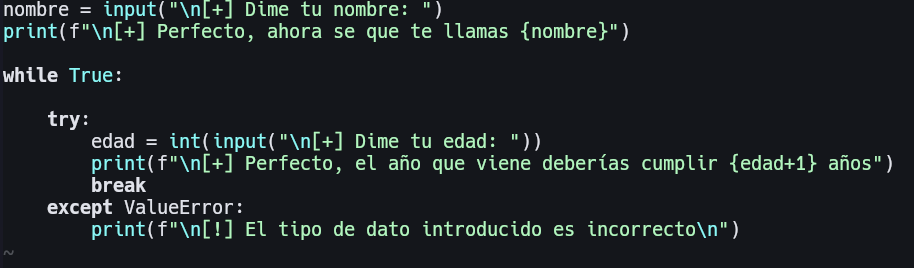 nombre = input("\n[+] Dime tu nombre: ")
print(f"\n[+] Perfecto, ahora se que te llamas {nombre}")
while True:
    try:
        edad = int(input("\n[+] Dime tu edad: "))
        print(f"\n[+] Perfecto, el año que viene deberías cumplir {edad+1} años")
        break
    except ValueError:
        print(f"\n[!] El tipo de dato introducido es incorrecto\n")
~